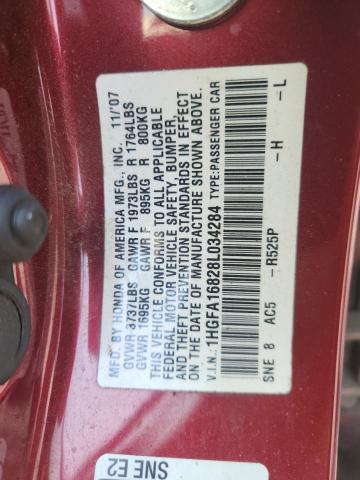 MFD. BY HONDA OF AMERICA MFG., INC. 11/'07
GVWR 3737LBS GAWR F 1973LBS R 1764LBS
GVWR 1695KG GAWR F 895KG R 800KG
THIS VEHICLE CONFORMS TO ALL APPLICABLE
FEDERAL MOTOR VEHICLE SAFETY, BUMPER,
AND THEFT PREVENTION STANDARDS IN EFFECT
ON THE DATE OF MANUFACTURE SHOWN ABOVE.
V.I.N.: 1HGFA16828L034284 TYPE:PASSENGER CAR
SNE 8 AC5 -R525P -H -L
SNE E2